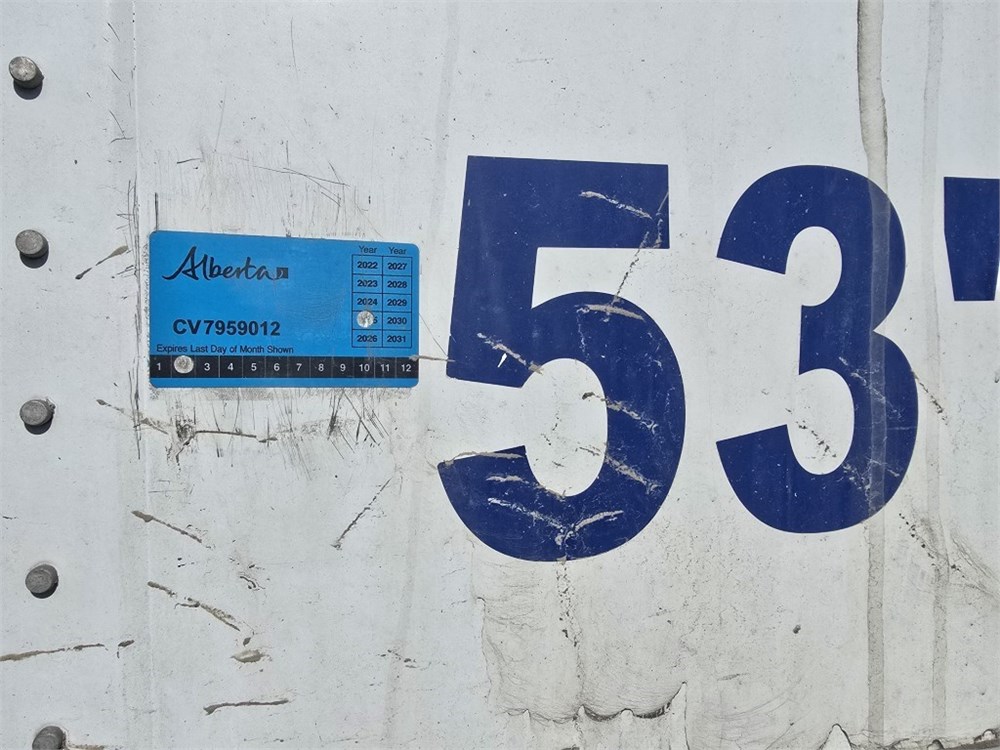 Alberta
Year Year
2022 2027
2023 2028
2024 2029
5 2030
2026 2031
CV7959012
Expires Last Day of Month Shown
1 3 4 5 6 7 8 9 10 11 12
53'